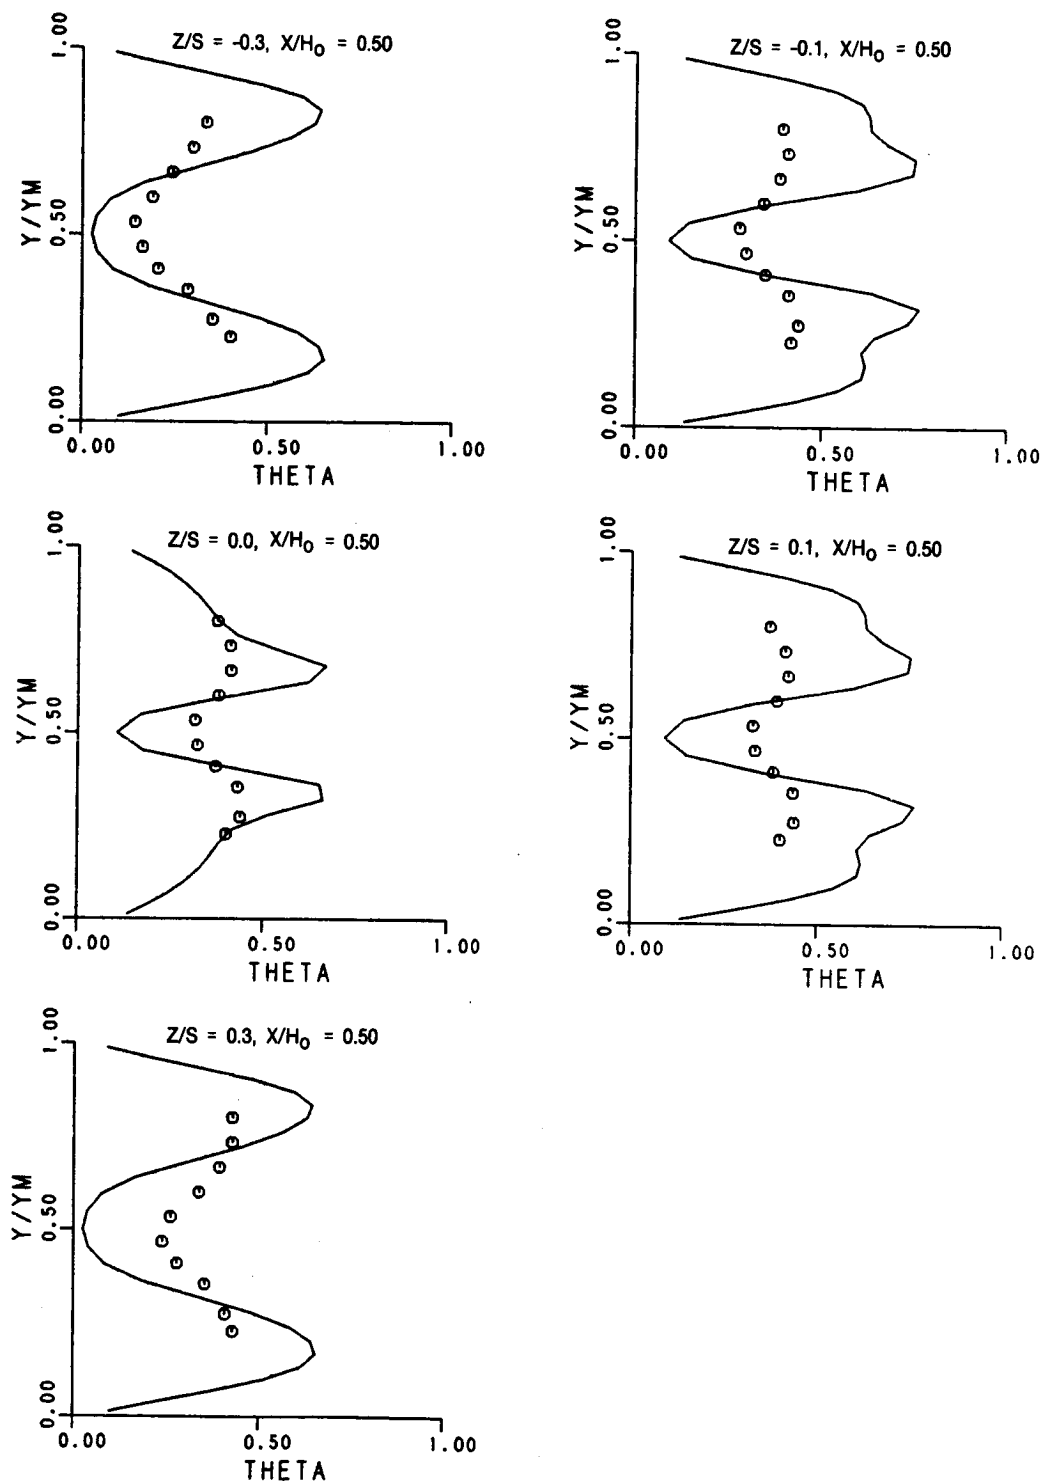 Z/S = -0.3, X/H₀ = 0.50
1.00
0.50
0.00
Y/YM
0.00 0.50 1.00
THETA
Z/S = -0.1, X/H₀ = 0.50
1.00
0.50
0.00
Y/YM
0.00 0.50 1.00
THETA
Z/S = 0.0, X/H₀ = 0.50
1.00
0.50
0.00
Y/YM
0.00 0.50 1.00
THETA
Z/S = 0.1, X/H₀ = 0.50
1.00
0.50
0.00
Y/YM
0.00 0.50 1.00
THETA
Z/S = 0.3, X/H₀ = 0.50
1.00
0.50
0.00
Y/YM
0.00 0.50 1.00
THETA